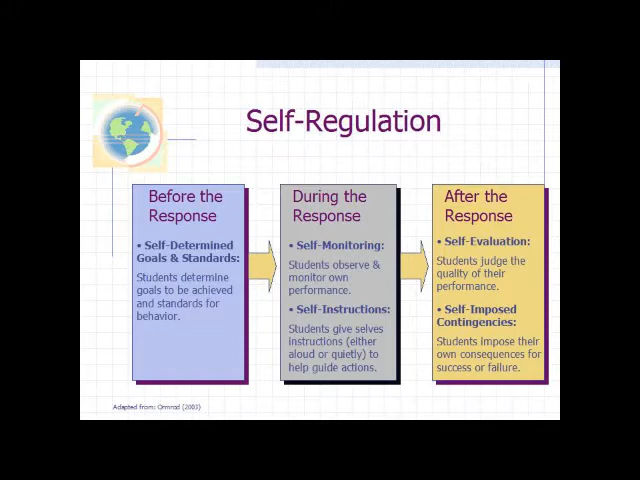 Self-Regulation
Before the
Response
• Self-Determined
Goals & Standards:
Students determine
goals to be achieved
and standards for
behavior.
During the
Response
• Self-Monitoring:
Students observe &
monitor own
performance.
• Self-Instructions:
Students give selves
instructions (either
aloud or quietly) to
help guide actions.
After the
Response
• Self-Evaluation:
Students judge the
quality of their
performance.
• Self-Imposed
Contingencies:
Students impose their
own consequences for
success or failure.
Adapted from: Ormrod (2003)